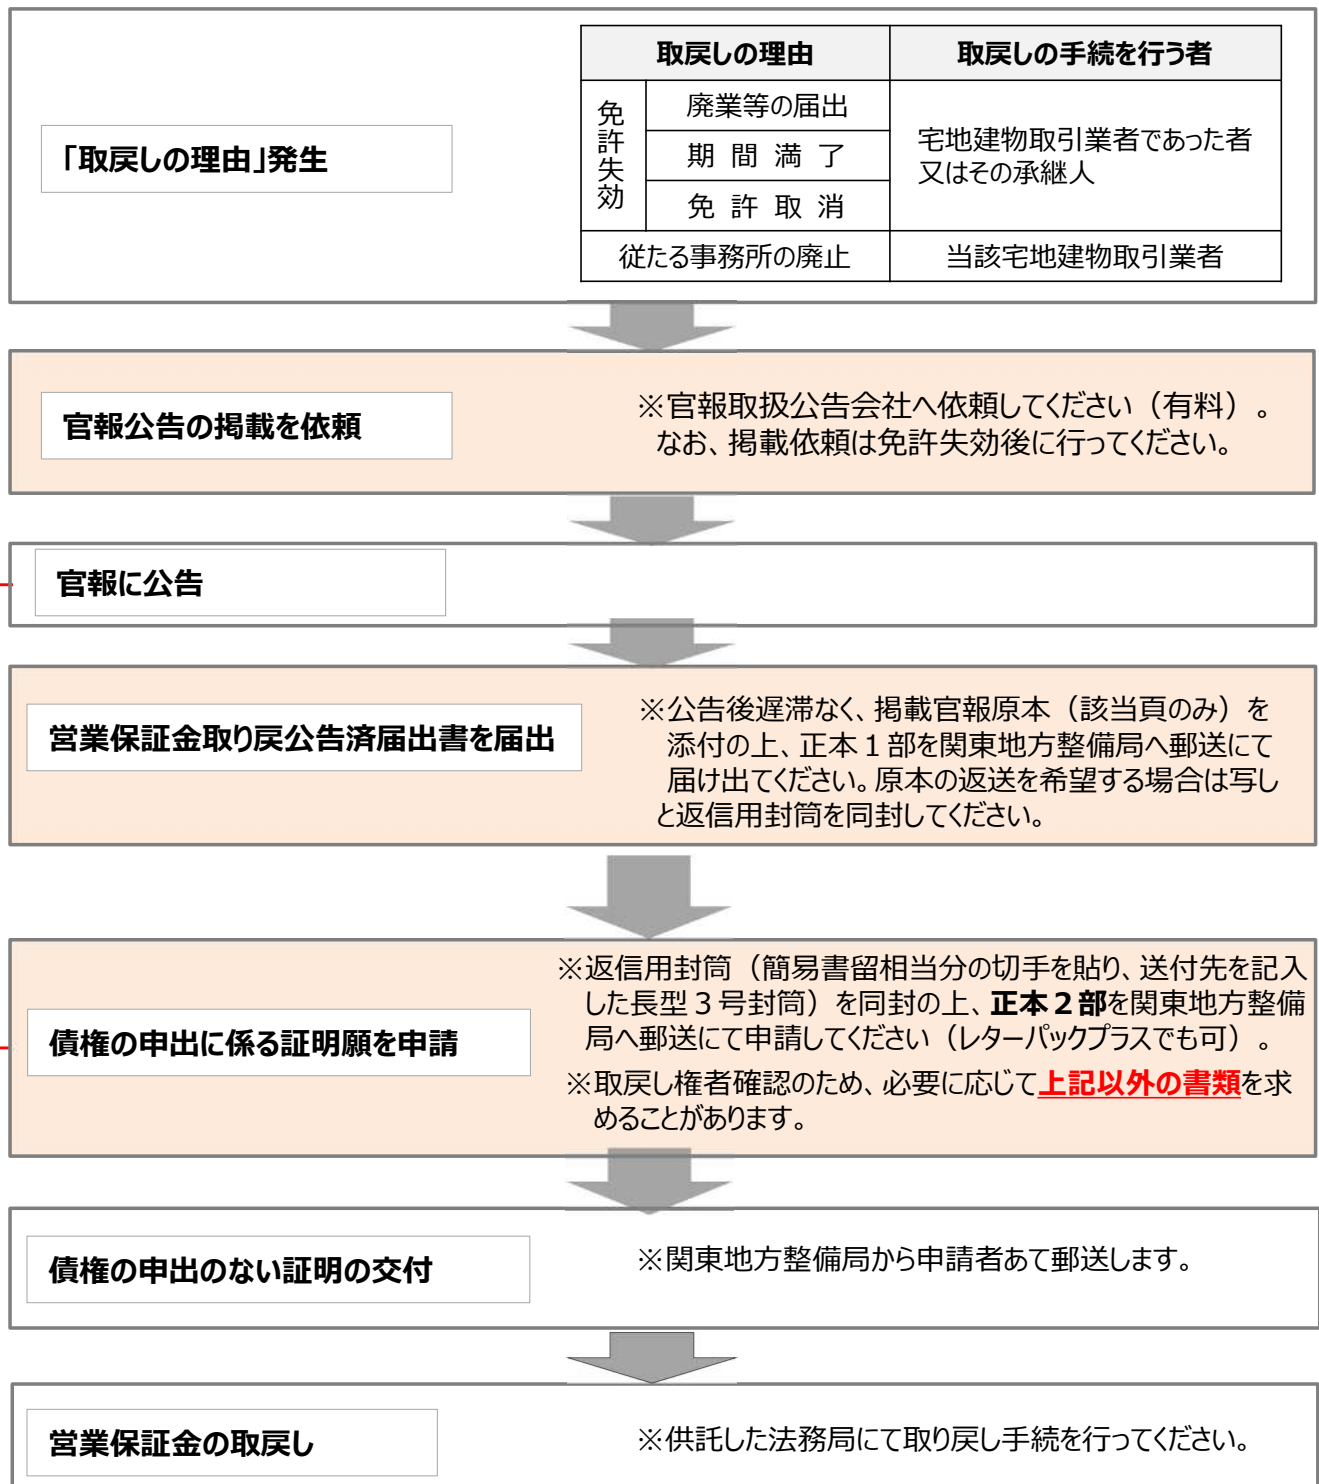 取戻しの理由 取戻しの手続を行う者
免許失効
廃業等の届出
期間満了
免許取消
宅地建物取引業者であった者
又はその承継人
従たる事務所の廃止 当該宅地建物取引業者
「取戻しの理由」発生
官報公告の掲載を依頼
※官報取扱公告会社へ依頼してください（有料）。
なお、掲載依頼は免許失効後に行ってください。
官報に公告
営業保証金取り戻公告済届出書を届出
※公告後遅滞なく、掲載官報原本（該当頁のみ）を
添付の上、正本１部を関東地方整備局へ郵送にて
届け出てください。原本の返送を希望する場合は写し
と返信用封筒を同封してください。
債権の申出に係る証明願を申請
※返信用封筒（簡易書留相当分の切手を貼り、送付先を記入
した長型３号封筒）を同封の上、正本２部を関東地方整備
局へ郵送にて申請してください（レターパックプラスでも可）。
※取戻し権者確認のため、必要に応じて上記以外の書類を求
めることがあります。
債権の申出のない証明の交付
※関東地方整備局から申請者あて郵送します。
営業保証金の取戻し
※供託した法務局にて取り戻し手続を行ってください。